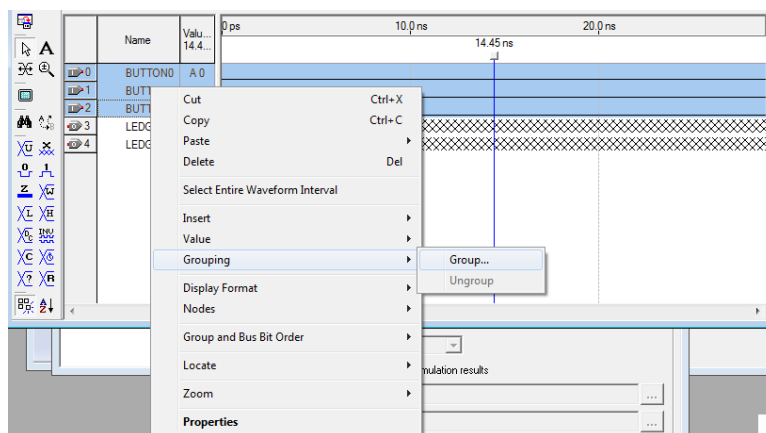 0 ps 10.0 ns 20.0 ns
Name Valu... 14.4...
14.45 ns
0 BUTTON0 A 0
1 BUTT
2 BUTT
3 LEDG
4 LEDG
Cut Ctrl+X
Copy Ctrl+C
Paste
Delete Del
Select Entire Waveform Interval
Insert
Value
Grouping
Group...
Ungroup
Display Format
Nodes
Group and Bus Bit Order
Locate
mulation results
Zoom
...
Properties
...